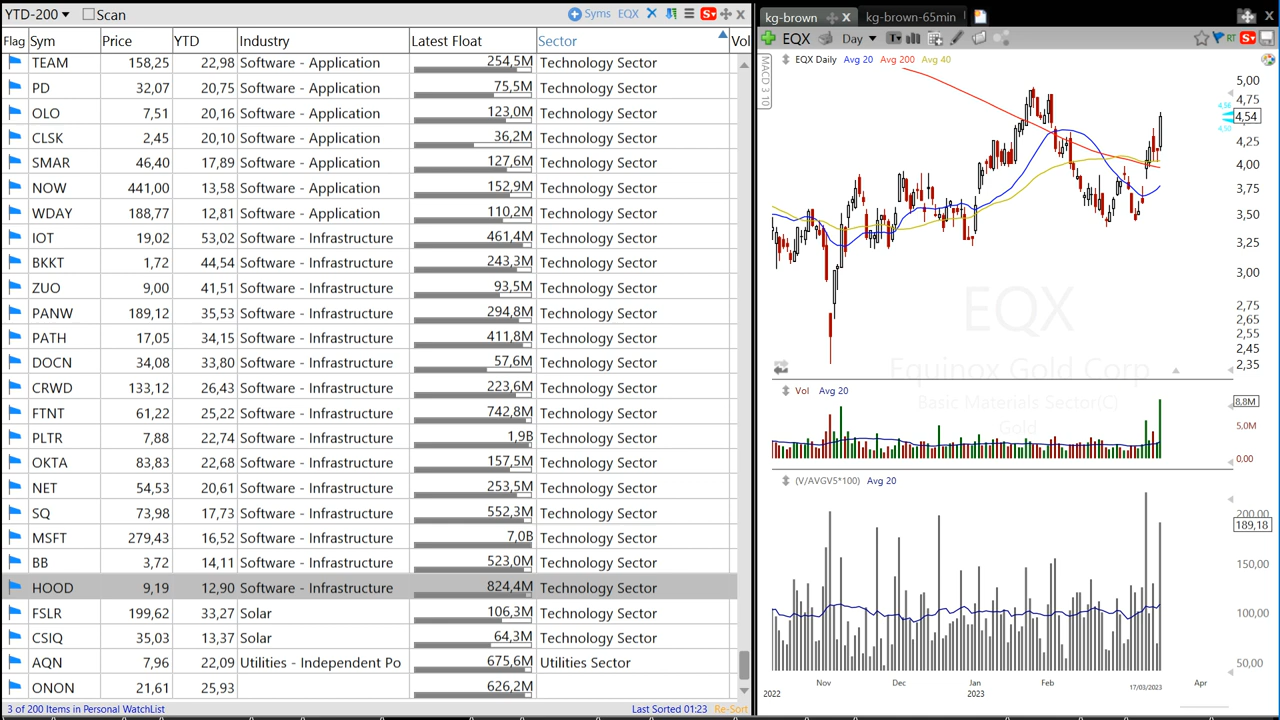 YTD-200 Scan Syms EQX
Flag Sym Price YTD Industry Latest Float Sector Vol
TEAM 158,25 22,98 Software - Application 254,5M Technology Sector
PD 32,07 20,75 Software - Application 75,5M Technology Sector
OLO 7,51 20,16 Software - Application 123,0M Technology Sector
CLSK 2,45 20,10 Software - Application 36,2M Technology Sector
SMAR 46,40 17,89 Software - Application 127,6M Technology Sector
NOW 441,00 13,58 Software - Application 152,9M Technology Sector
WDAY 188,77 12,82 Software - Application 110,2M Technology Sector
IOT 19,02 53,02 Software - Infrastructure 461,4M Technology Sector
BKKT 1,72 44,54 Software - Infrastructure 243,3M Technology Sector
ZUO 9,00 41,51 Software - Infrastructure 93,5M Technology Sector
PANW 189,12 35,53 Software - Infrastructure 294,8M Technology Sector
PATH 17,05 34,15 Software - Infrastructure 411,8M Technology Sector
DOCN 34,08 33,80 Software - Infrastructure 57,6M Technology Sector
CRWD 133,12 26,43 Software - Infrastructure 223,6M Technology Sector
FTNT 61,22 25,22 Software - Infrastructure 742,8M Technology Sector
PLTR 7,88 22,74 Software - Infrastructure 1,9B Technology Sector
OKTA 83,83 22,68 Software - Infrastructure 157,5M Technology Sector
NET 54,53 20,61 Software - Infrastructure 253,5M Technology Sector
SQ 73,98 17,73 Software - Infrastructure 552,3M Technology Sector
MSFT 279,43 16,52 Software - Infrastructure 7,0B Technology Sector
BB 3,72 14,11 Software - Infrastructure 523,0M Technology Sector
HOOD 9,19 12,90 Software - Infrastructure 824,4M Technology Sector
FSLR 199,62 33,27 Solar 106,3M Technology Sector
CSIQ 35,03 13,37 Solar 64,3M Technology Sector
AQN 7,96 22,09 Utilities - Independent Po 675,6M Utilities Sector
ONON 21,61 25,93 626,2M
3 of 200 Items in Personal WatchList Last Sorted 01:23 Re-Sort
kg-brown kg-brown-65min
EQX Day RT
EQX Daily Avg 20 Avg 200 Avg 40
MACD 3 10
5,00
4,75
4,56
4,54
4,50
4,25
4,00
3,75
3,50
3,25
3,00
2,75
2,65
2,55
2,45
2,35
EQX
Equinox Gold Corp
Basic Materials Sector(C)
Gold
Vol Avg 20
8,8M
5,0M
0,00
(V/AVGV5*100) Avg 20
200,00
189,18
150,00
100,00
50,00
Nov Dec Jan Feb 17/03/2023 Apr
2022 2023